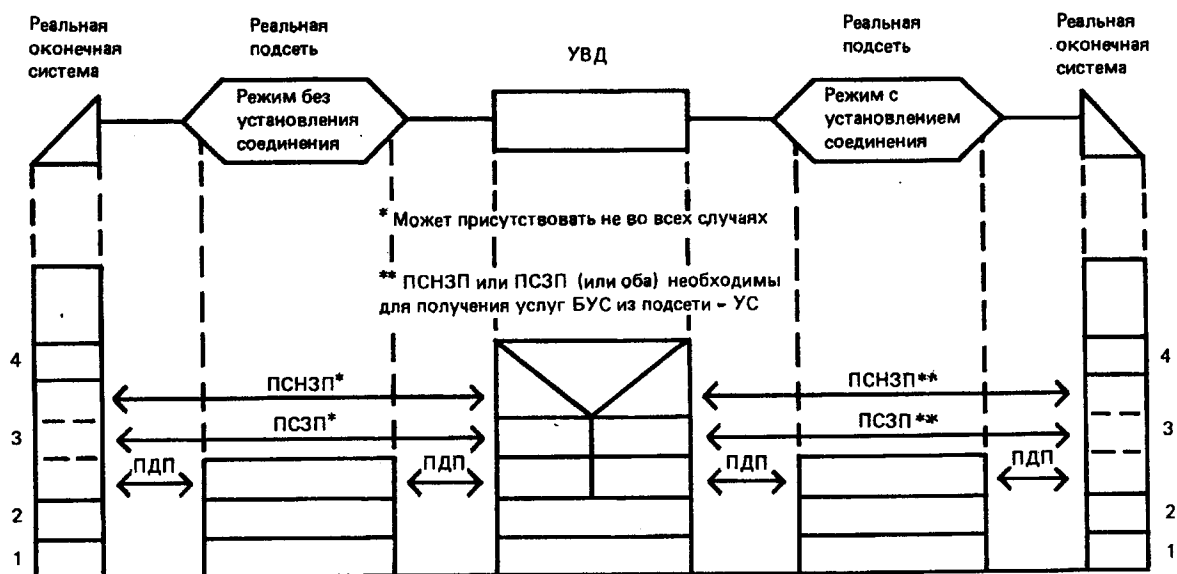 Реальная
оконечная
система
Реальная
подсеть
УВД
Реальная
подсеть
Реальная
оконечная
система
Режим без
установления
соединения
Режим с
установлением
соединения
* Может присутствовать не во всех случаях
** ПСНЗП или ПСЗП (или оба) необходимы
для получения услуг БУС из подсети – УС
4
4
ПСНЗП*
ПСНЗП**
3
ПСЗП*
ПСЗП**
3
ПДП
ПДП
ПДП
ПДП
2
2
1
1